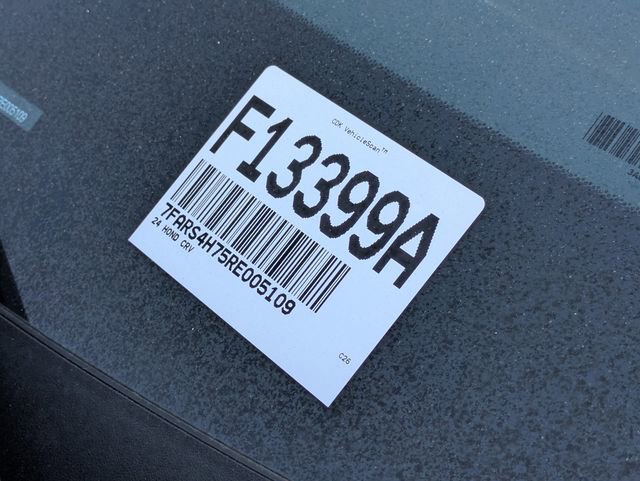 CDK VehicleScan™
F13399A
7FARS4H75RE005109
24 HOND CRV
C26